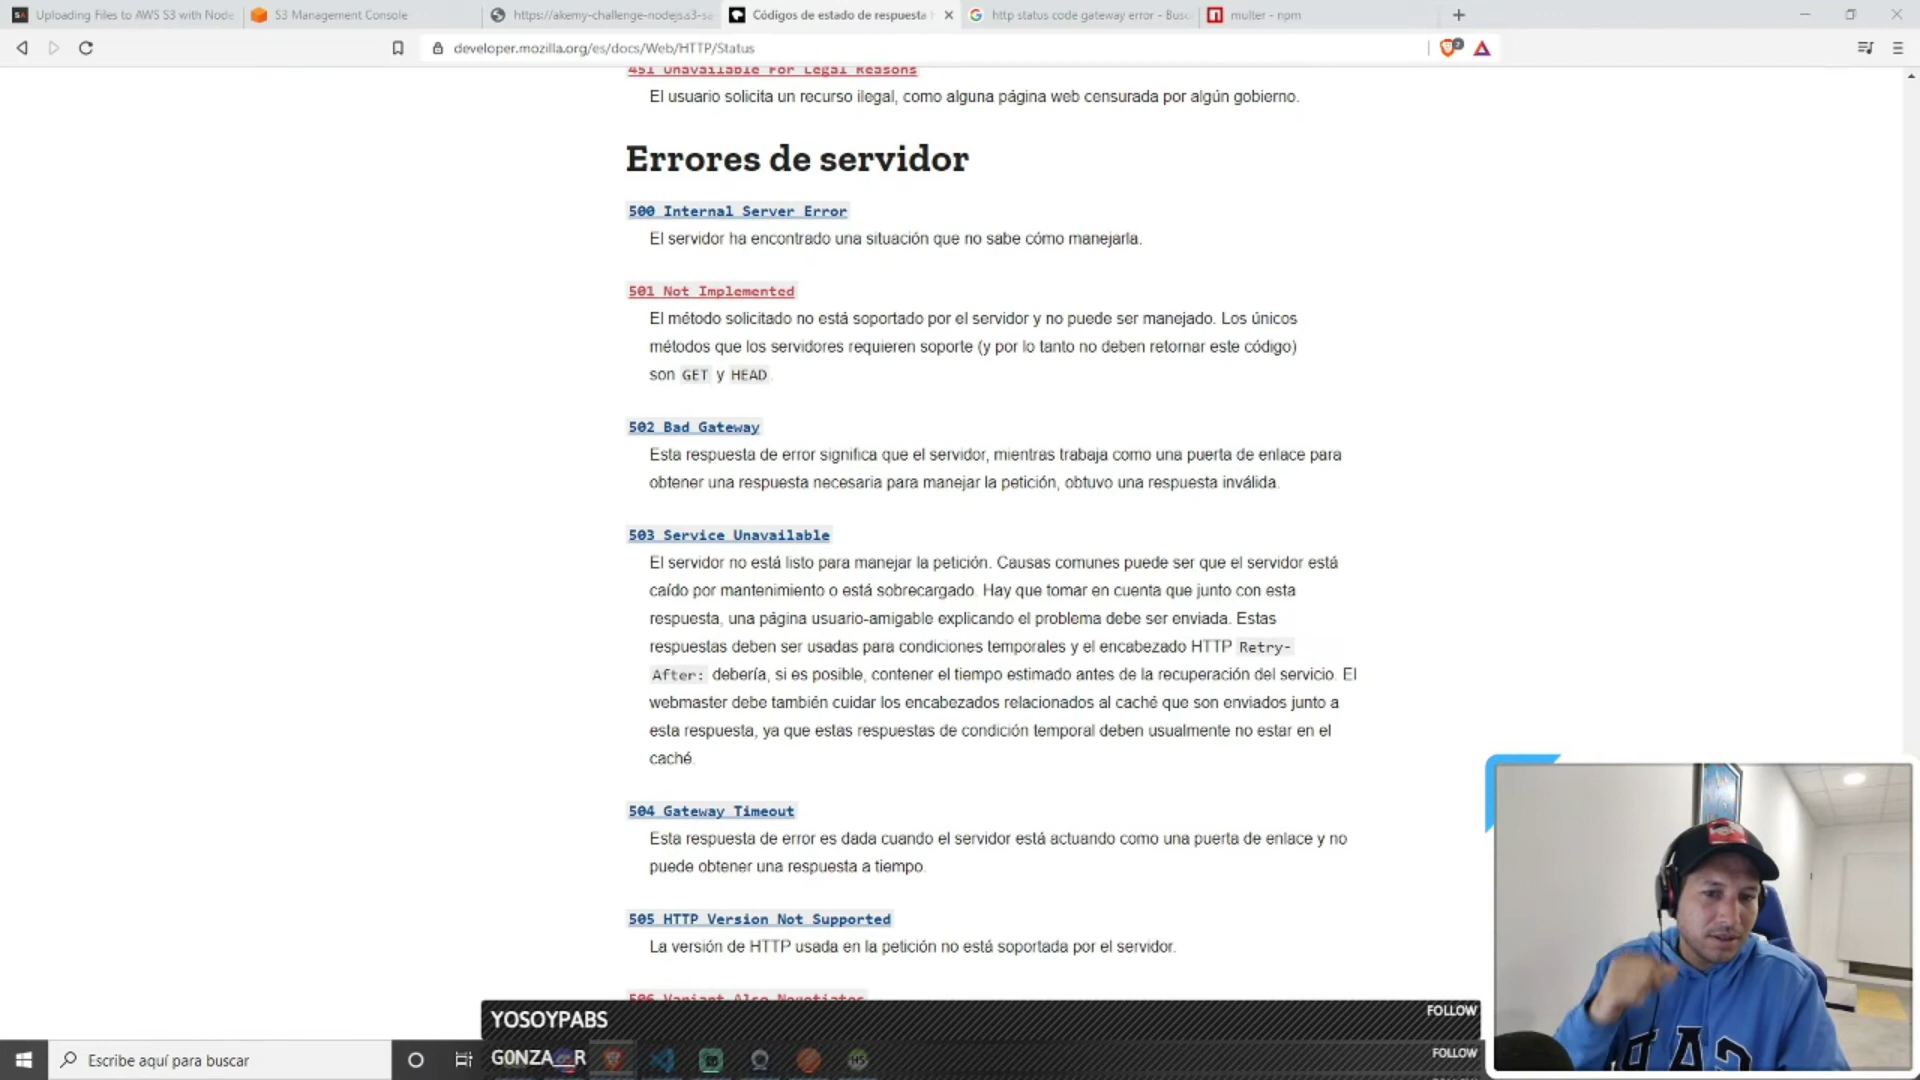 Uploading Files to AWS S3 with Node
S3 Management Console
https://akemy-challenge-nodejs.s3-sa
Códigos de estado de respuesta
http status code gateway error - Bus
multer - npm
developer.mozilla.org/es/docs/Web/HTTP/Status
451 Unavailable For Legal Reasons
El usuario solicita un recurso ilegal, como alguna página web censurada por algún gobierno.
Errores de servidor
500 Internal Server Error
El servidor ha encontrado una situación que no sabe cómo manejarla.
501 Not Implemented
El método solicitado no está soportado por el servidor y no puede ser manejado. Los únicos
métodos que los servidores requieren soporte (y por lo tanto no deben retornar este código)
son GET y HEAD.
502 Bad Gateway
Esta respuesta de error significa que el servidor, mientras trabaja como una puerta de enlace para
obtener una respuesta necesaria para manejar la petición, obtuvo una respuesta inválida.
503 Service Unavailable
El servidor no está listo para manejar la petición. Causas comunes puede ser que el servidor está
caído por mantenimiento o está sobrecargado. Hay que tomar en cuenta que junto con esta
respuesta, una página usuario-amigable explicando el problema debe ser enviada. Estas
respuestas deben ser usadas para condiciones temporales y el encabezado HTTP Retry-
After: debería, si es posible, contener el tiempo estimado antes de la recuperación del servicio. El
webmaster debe también cuidar los encabezados relacionados al caché que son enviados junto a
esta respuesta, ya que estas respuestas de condición temporal deben usualmente no estar en el
caché.
504 Gateway Timeout
Esta respuesta de error es dada cuando el servidor está actuando como una puerta de enlace y no
puede obtener una respuesta a tiempo.
505 HTTP Version Not Supported
La versión de HTTP usada en la petición no está soportada por el servidor.
506 Variant Also Negotiates
YOSOYPABS
FOLLOW
G0NZA__R
FOLLOW
Escribe aquí para buscar
GAP